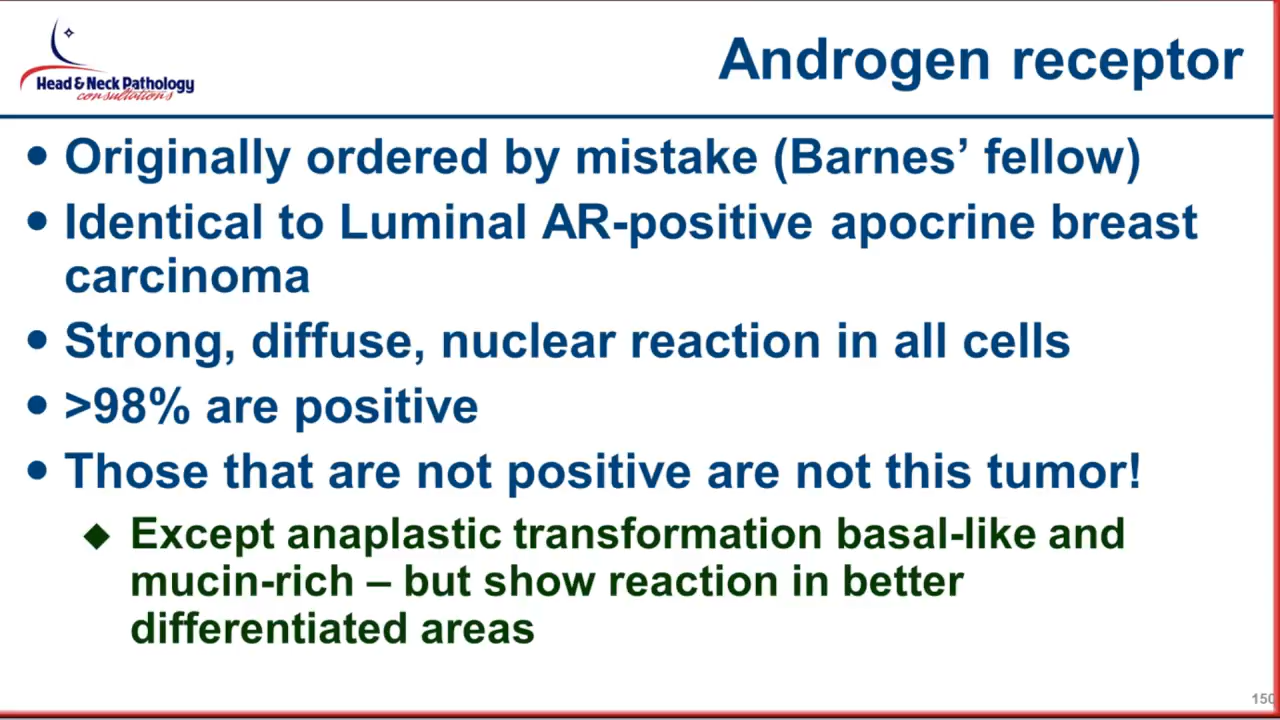 Head & Neck Pathology
consultations
Androgen receptor
• Originally ordered by mistake (Barnes’ fellow)
• Identical to Luminal AR-positive apocrine breast
carcinoma
• Strong, diffuse, nuclear reaction in all cells
• >98% are positive
• Those that are not positive are not this tumor!
◆ Except anaplastic transformation basal-like and
mucin-rich – but show reaction in better
differentiated areas
150